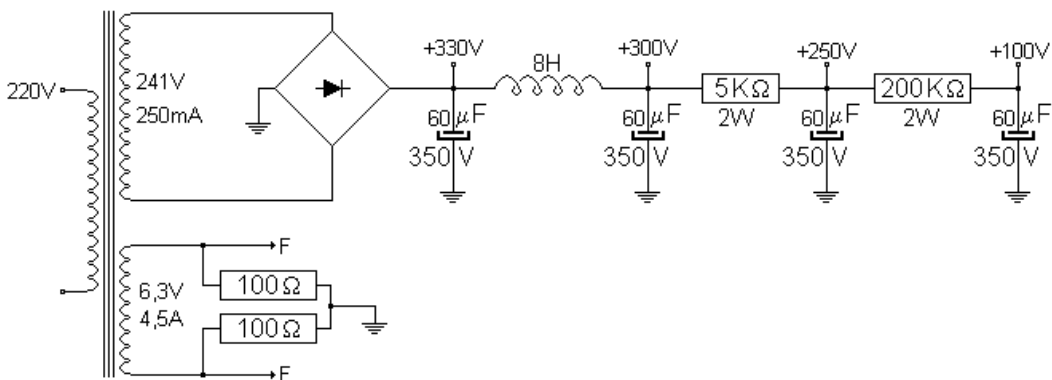 220V
241V
250mA
+330V
8H
+300V
+250V
+100V
5KΩ
2W
200KΩ
2W
60μF
350V
60μF
350V
60μF
350V
60μF
350V
6,3V
4,5A
F
100Ω
100Ω
F